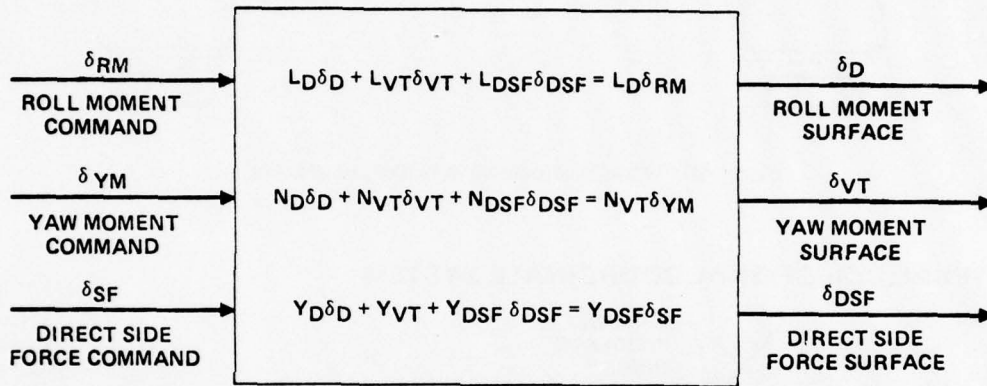 δRM
ROLL MOMENT
COMMAND
LDδD + LVTδVT + LDSFδDSF = LDδRM
δD
ROLL MOMENT
SURFACE
δYM
YAW MOMENT
COMMAND
NDδD + NVTδVT + NDSFδDSF = NVTδYM
δVT
YAW MOMENT
SURFACE
δSF
DIRECT SIDE
FORCE COMMAND
YDδD + YVT + YDSF δDSF = YDSFδSF
δDSF
DIRECT SIDE
FORCE SURFACE